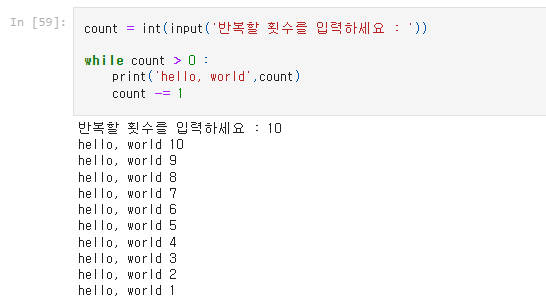 In [59]:
count = int(input('반복할 횟수를 입력하세요 : '))
while count > 0 :
print('hello, world',count)
count -= 1
반복할 횟수를 입력하세요 : 10
hello, world 10
hello, world 9
hello, world 8
hello, world 7
hello, world 6
hello, world 5
hello, world 4
hello, world 3
hello, world 2
hello, world 1